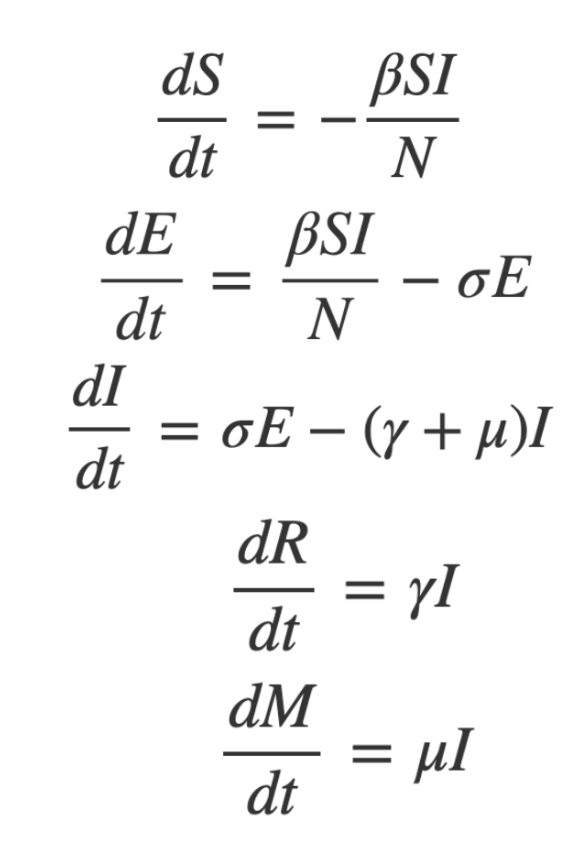 dS/dt = −βSI/N
dE/dt = βSI/N − σE
dI/dt = σE − (γ + μ)I
dR/dt = γI
dM/dt = μI